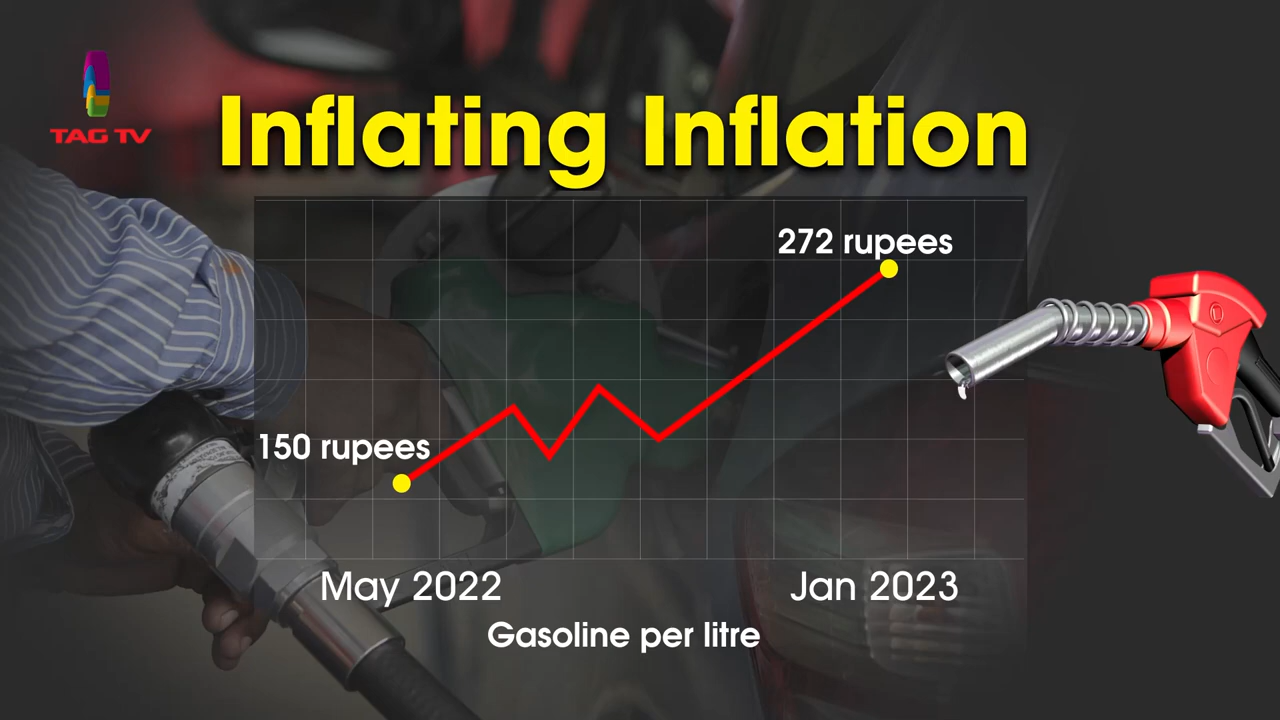 TAG TV
Inflating Inflation
272 rupees
150 rupees
May 2022
Jan 2023
Gasoline per litre